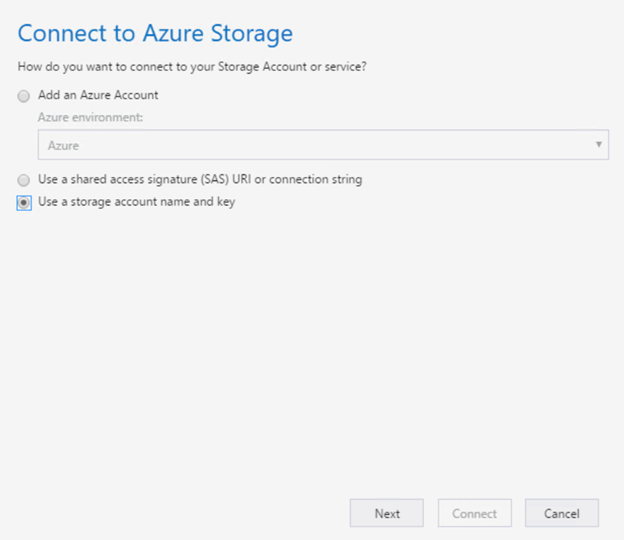 Connect to Azure Storage
How do you want to connect to your Storage Account or service?
Add an Azure Account
Azure environment:
Azure
Use a shared access signature (SAS) URI or connection string
Use a storage account name and key
Next Connect Cancel